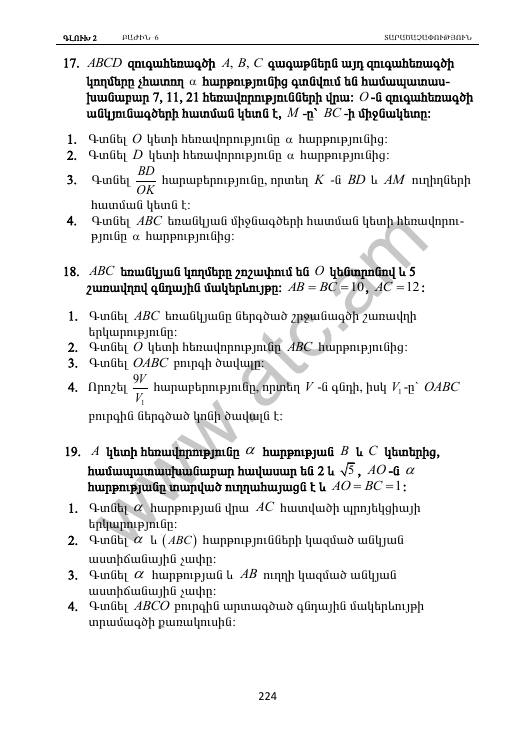 ԳԼՈՒԽ 2 ԲԱԺԻՆ 6 ՏԱՐԱԾԱՉԱՓՈՒԹՅՈՒՆ
17. ABCD զուգահեռագծի A, B, C գագաթներն այդ զուգահեռագծի
կողմերը չհատող α հարթությունից գտնվում են համապատաս-
խանաբար 7, 11, 21 հեռավորությունների վրա: O -ն զուգահեռագծի
անկյունագծերի հատման կետն է, M -ը` BC -ի միջնակետը:
1. Գտնել O կետի հեռավորությունը α հարթությունից:
2. Գտնել D կետի հեռավորությունը α հարթությունից:
3. Գտնել BD/OK հարաբերությունը, որտեղ K -ն BD և AM ուղիղների
հատման կետն է:
4. Գտնել ABC եռանկյան միջնագծերի հատման կետի հեռավորու-
թյունը α հարթությունից:
18. ABC եռանկյան կողմերը շոշափում են O կենտրոնով և 5
շառավղով գնդային մակերևույթը: AB = BC = 10, AC = 12 :
1. Գտնել ABC եռանկյանը ներգծած շրջանագծի շառավղի
երկարությունը:
2. Գտնել O կետի հեռավորությունը ABC հարթությունից:
3. Գտնել OABC բուրգի ծավալը:
4. Որոշել 9V/V₁ հարաբերությունը, որտեղ V -ն գնդի, իսկ V₁ -ը` OABC
բուրգին ներգծած կոնի ծավալն է:
19. A կետի հեռավորությունը α հարթության B և C կետերից,
համապատասխանաբար հավասար են 2 և √5 , AO -ն α
հարթությանը տարված ուղղահայացն է և AO = BC = 1 :
1. Գտնել α հարթության վրա AC հատվածի պրոյեկցիայի
երկարությունը:
2. Գտնել α և (ABC) հարթությունների կազմած անկյան
աստիճանային չափը:
3. Գտնել α հարթության և AB ուղղի կազմած անկյան
աստիճանային չափը:
4. Գտնել ABCO բուրգին արտագծած գնդային մակերևույթի
տրամագծի քառակուսին:
www.atc.am
224